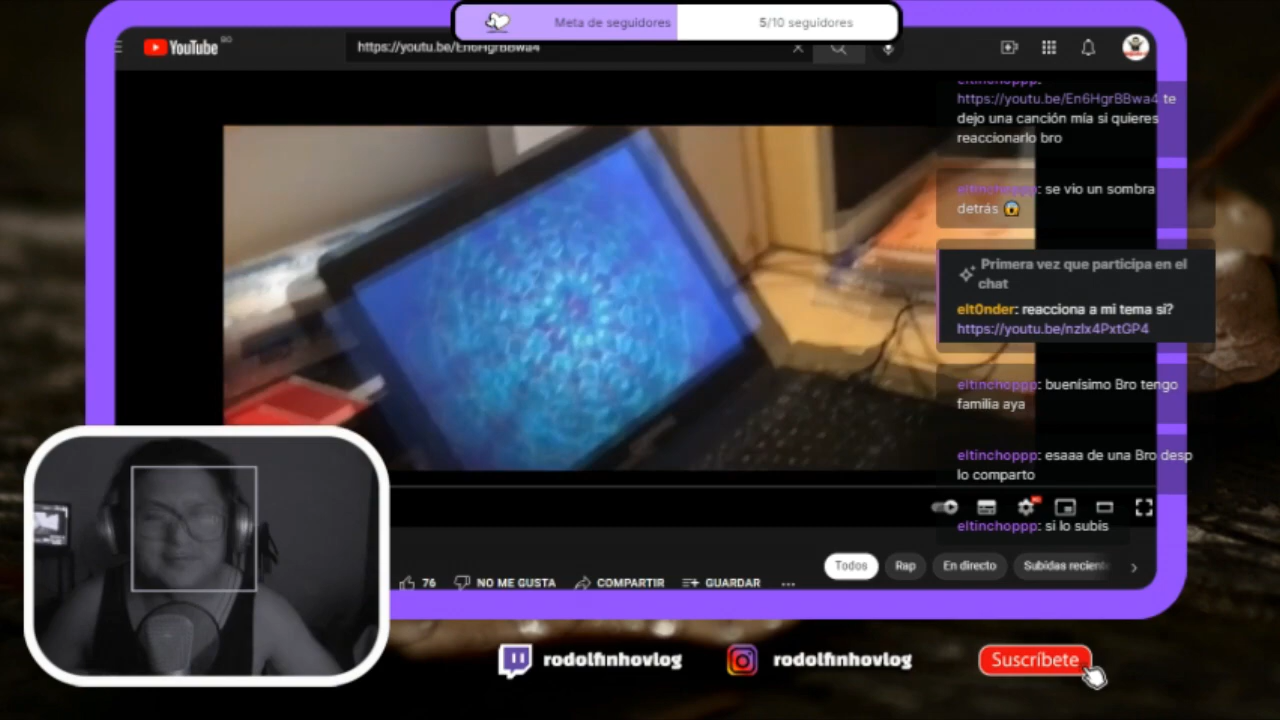 Meta de seguidores
5/10 seguidores
YouTube
BO
https://youtu.be/En6HgrBBwa4
eltinchoppp:
https://youtu.be/En6HgrBBwa4 te
dejo una canción mía si quieres
reaccionarlo bro
eltinchoppp: se vio un sombra
detrás 😱
Primera vez que participa en el
chat
elt0nder: reacciona a mi tema si?
https://youtu.be/nzlx4PxtGP4
eltinchoppp: buenísimo Bro tengo
familia aya
eltinchoppp: esaaa de una Bro desp
lo comparto
eltinchoppp: si lo subis
Todos
Rap
En directo
Subidas reciente
76
NO ME GUSTA
COMPARTIR
GUARDAR
rodolfinhovlog
rodolfinhovlog
Suscríbete